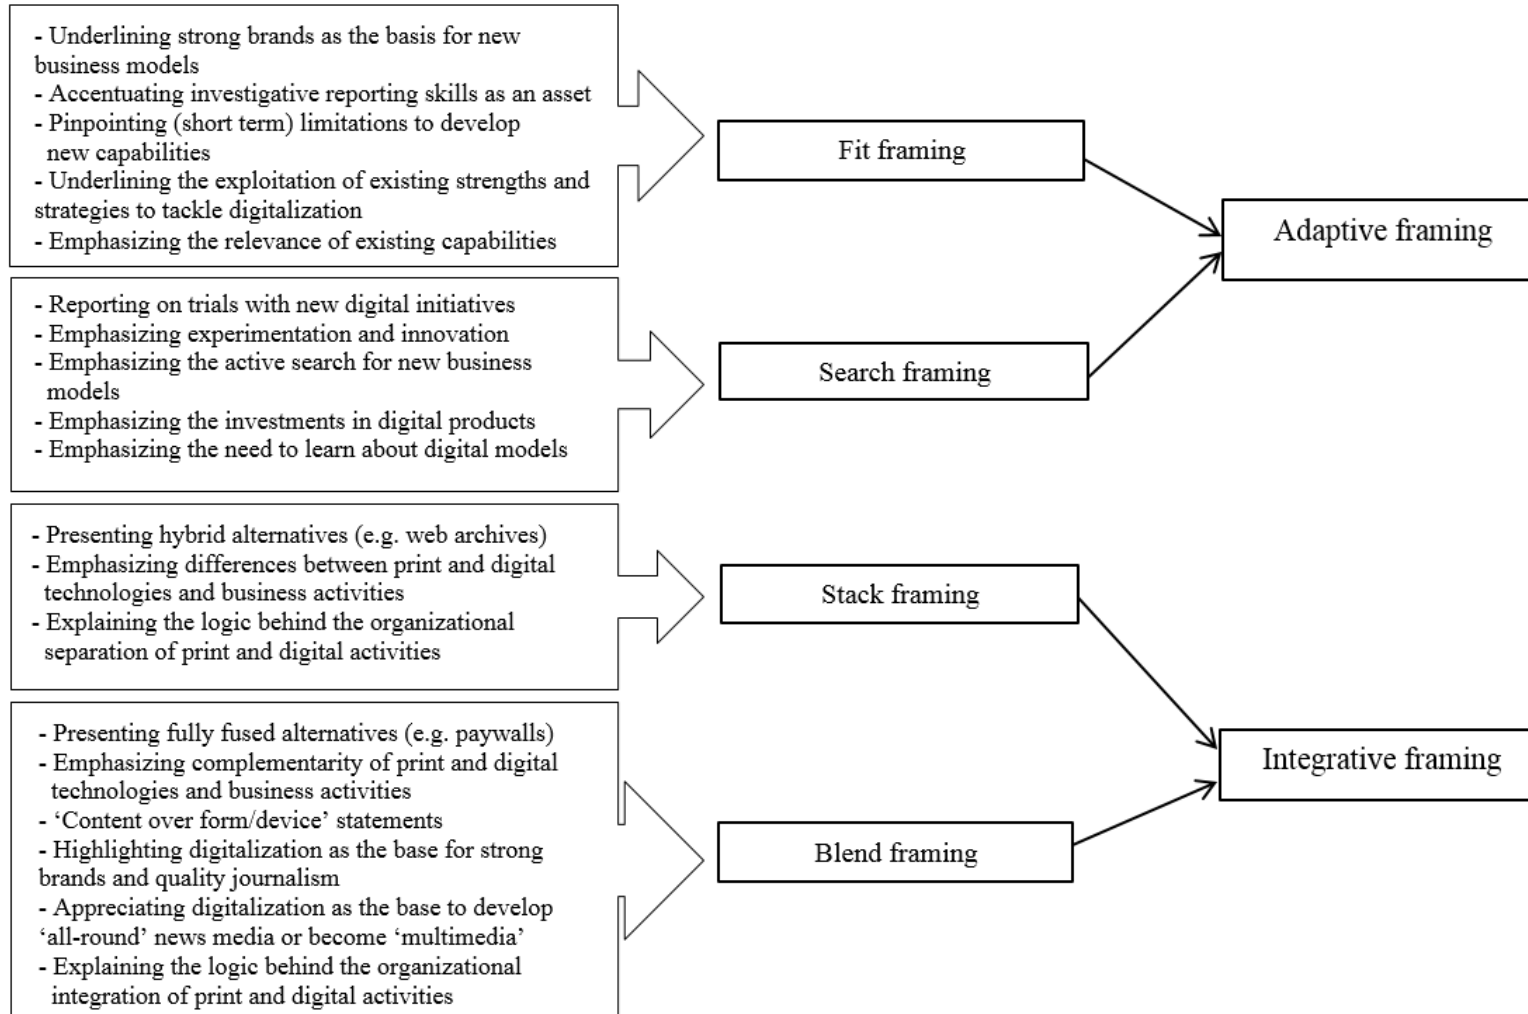 - Underlining strong brands as the basis for new
business models
- Accentuating investigative reporting skills as an asset
- Pinpointing (short term) limitations to develop
new capabilities
- Underlining the exploitation of existing strengths and
strategies to tackle digitalization
- Emphasizing the relevance of existing capabilities
Fit framing
- Reporting on trials with new digital initiatives
- Emphasizing experimentation and innovation
- Emphasizing the active search for new business
models
- Emphasizing the investments in digital products
- Emphasizing the need to learn about digital models
Search framing
Adaptive framing
- Presenting hybrid alternatives (e.g. web archives)
- Emphasizing differences between print and digital
technologies and business activities
- Explaining the logic behind the organizational
separation of print and digital activities
Stack framing
- Presenting fully fused alternatives (e.g. paywalls)
- Emphasizing complementarity of print and digital
technologies and business activities
- ‘Content over form/device’ statements
- Highlighting digitalization as the base for strong
brands and quality journalism
- Appreciating digitalization as the base to develop
‘all-round’ news media or become ‘multimedia’
- Explaining the logic behind the organizational
integration of print and digital activities
Blend framing
Integrative framing